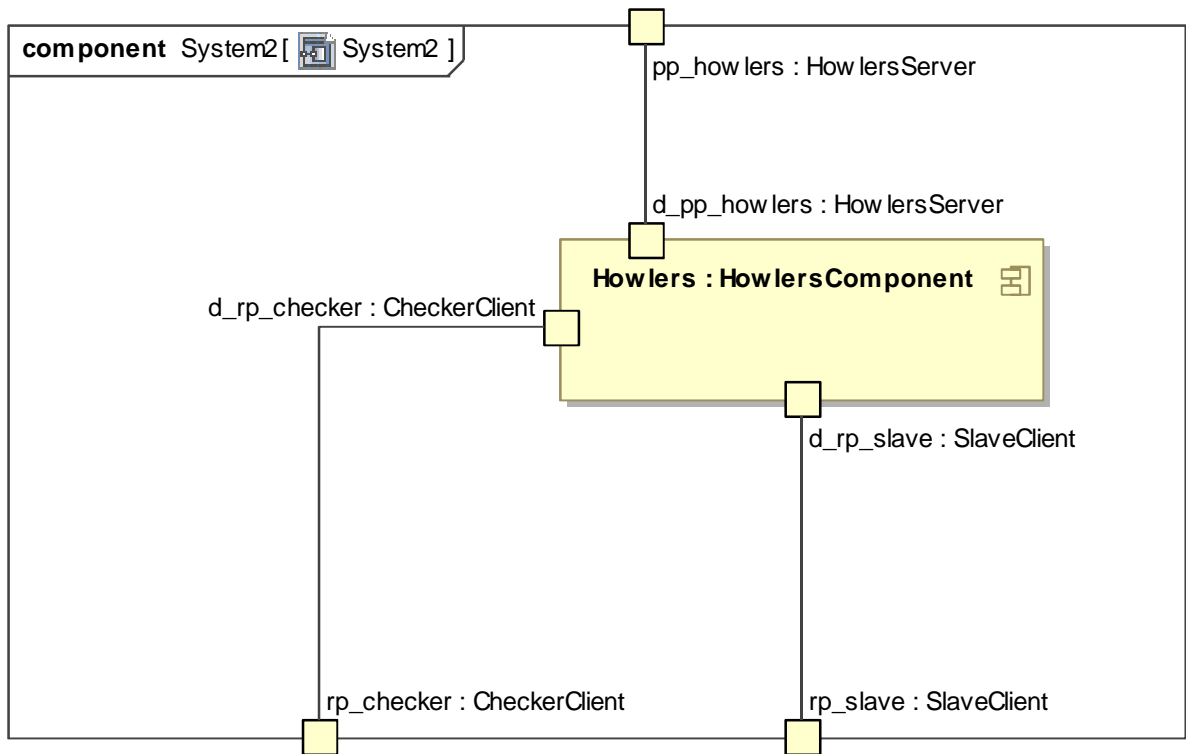 component System2[ System2 ]
pp_howlers : HowlersServer
d_pp_howlers : HowlersServer
Howlers : HowlersComponent
d_rp_checker : CheckerClient
d_rp_slave : SlaveClient
rp_checker : CheckerClient
rp_slave : SlaveClient